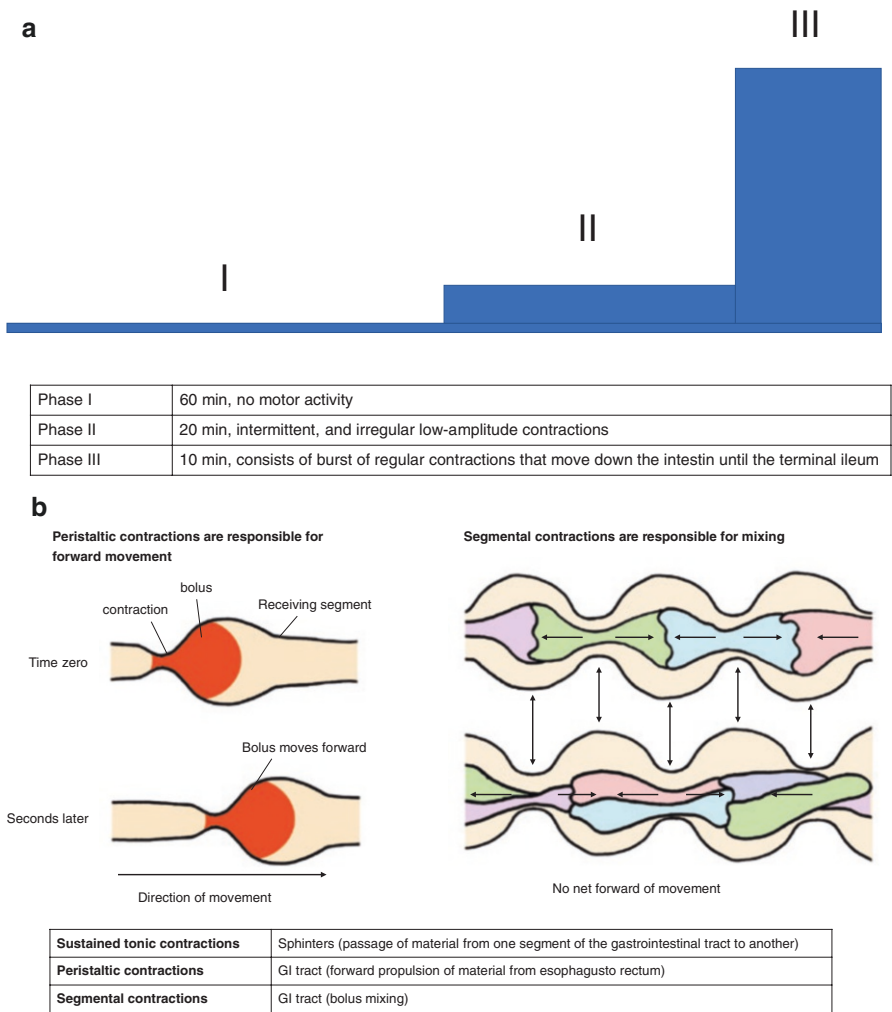 a
III
II
I
Phase I 60 min, no motor activity
Phase II 20 min, intermittent, and irregular low-amplitude contractions
Phase III 10 min, consists of burst of regular contractions that move down the intestin until the terminal ileum
b
Peristaltic contractions are responsible for
forward movement
Segmental contractions are responsible for mixing
bolus
contraction
Receiving segment
Time zero
Bolus moves forward
Seconds later
Direction of movement
No net forward of movement
Sustained tonic contractions Sphinters (passage of material from one segment of the gastrointestinal tract to another)
Peristaltic contractions GI tract (forward propulsion of material from esophagusto rectum)
Segmental contractions GI tract (bolus mixing)